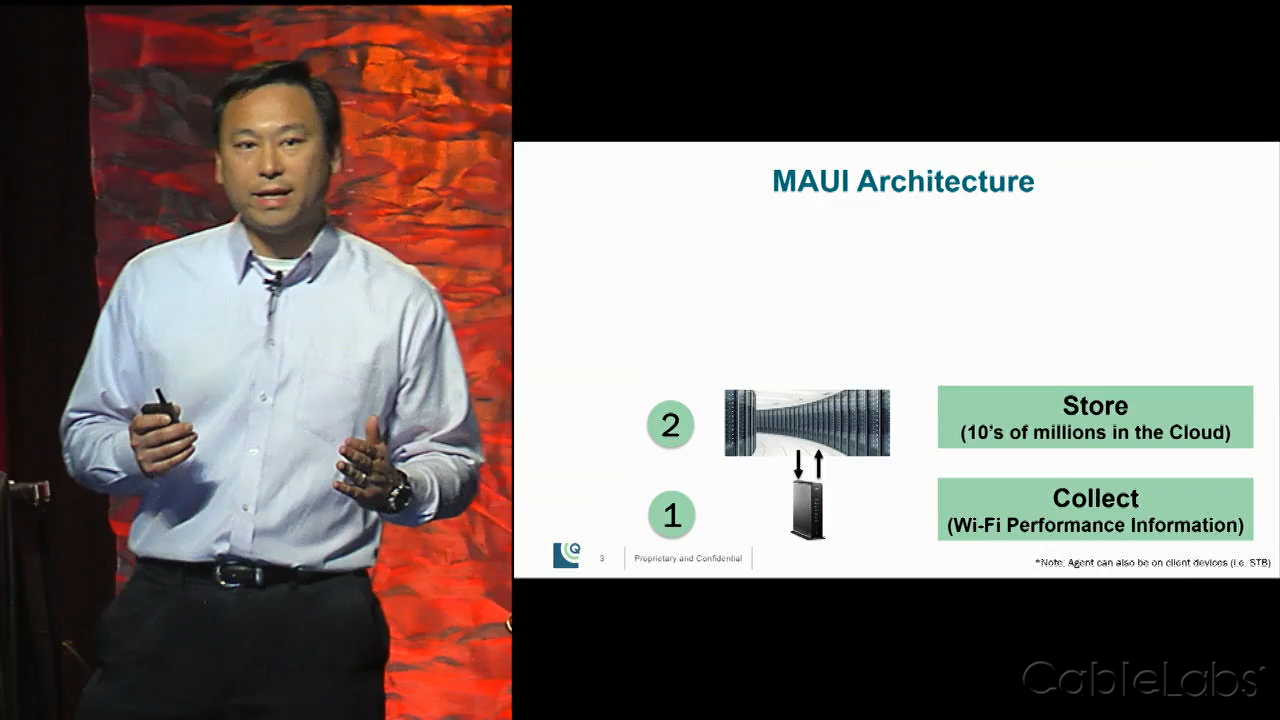 MAUI Architecture
2
Store
(10's of millions in the Cloud)
1
Collect
(Wi-Fi Performance Information)
Q
3
Proprietary and Confidential
*Note: Agent can also be on client devices (i.e. STB)
CableLabs